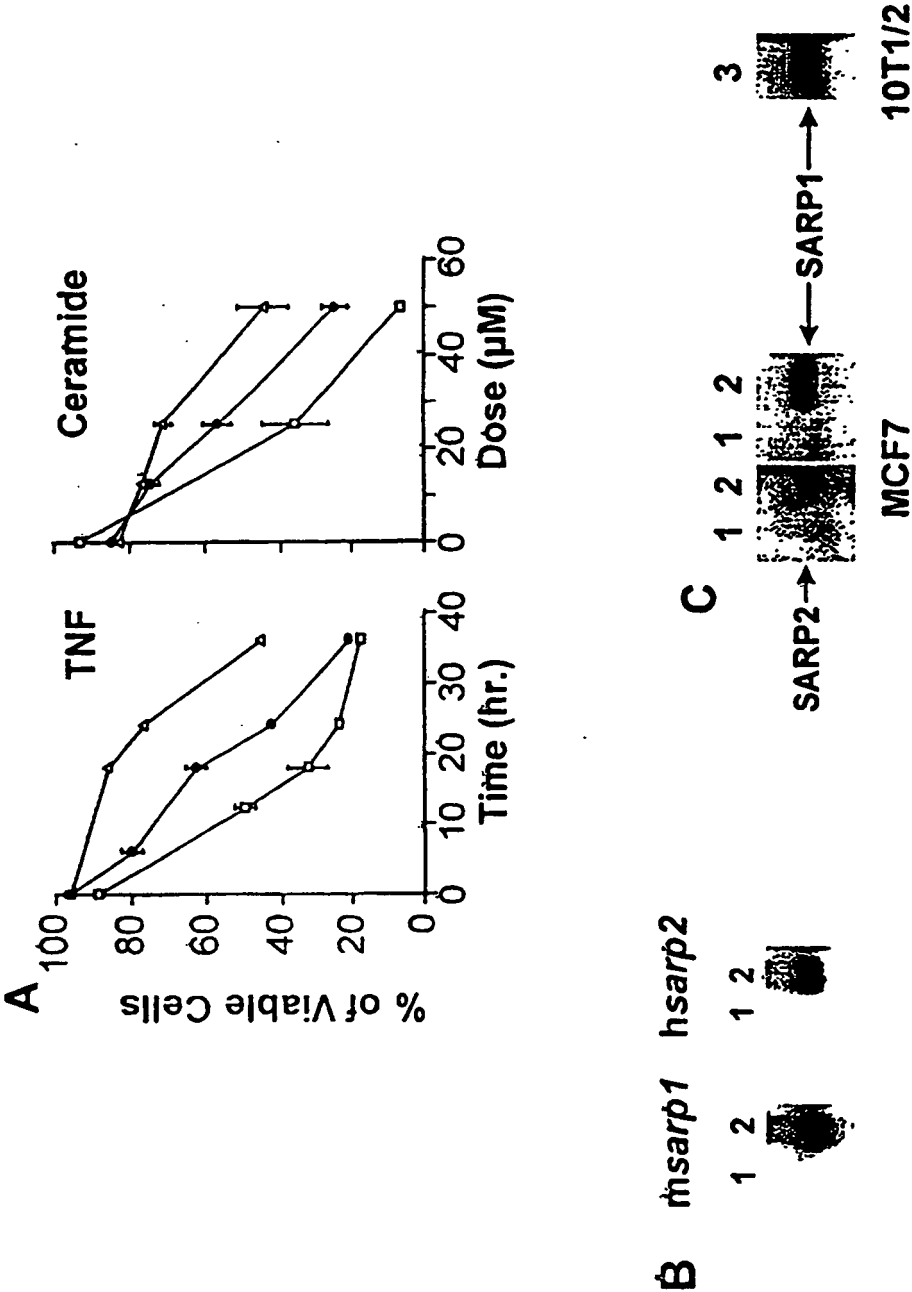 A
TNF
Ceramide
% of Viable Cells
100
80
60
40
20
0
0 10 20 30 40
Time (hr.)
0 20 40 60
Dose (µM)
B
msarp1 hsarp2
1 2 1 2
C
1 2 1 2 3
SARP2 SARP1
MCF7 10T1/2